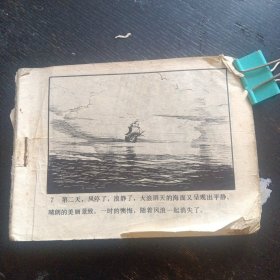 7 第二天，风停了，浪静了，大浪滔天的海面又呈现出平静、
晴朗的美丽景致，一时的懊悔，随着风浪一起消失了。